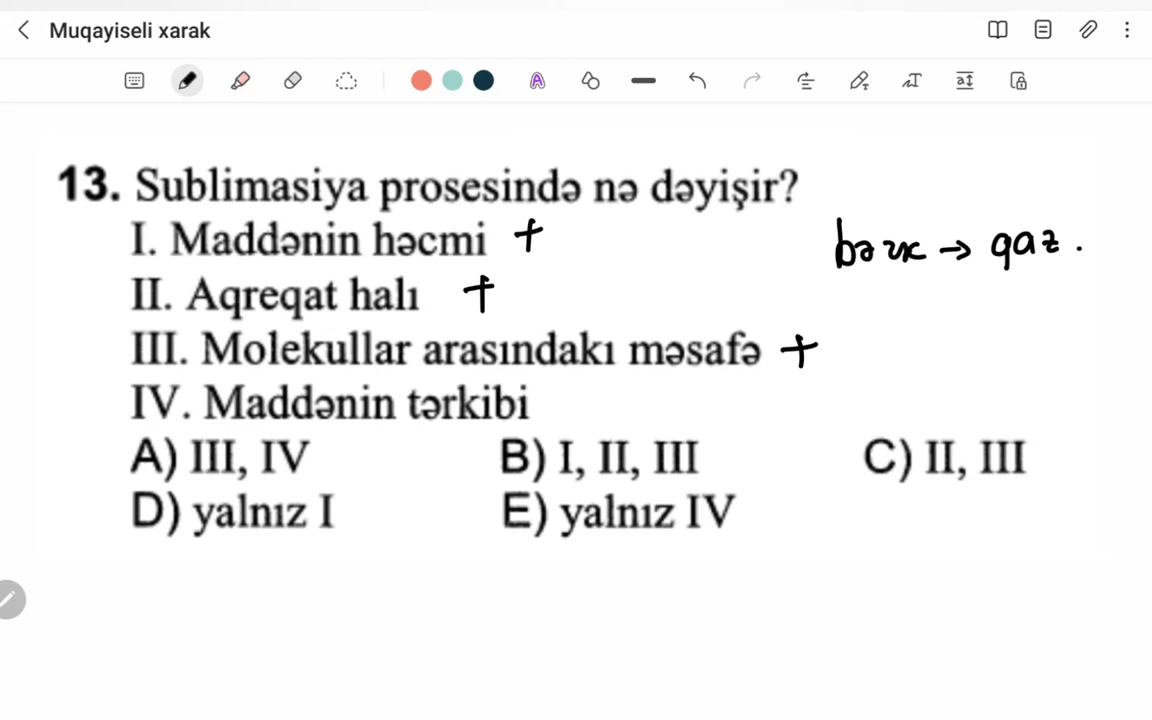 Muqayiseli xarak
13. Sublimasiya prosesində nə dəyişir?
I. Maddənin həcmi +
bərk → qaz.
II. Aqreqat halı +
III. Molekullar arasındakı məsafə +
IV. Maddənin tərkibi
A) III, IV B) I, II, III C) II, III
D) yalnız I E) yalnız IV